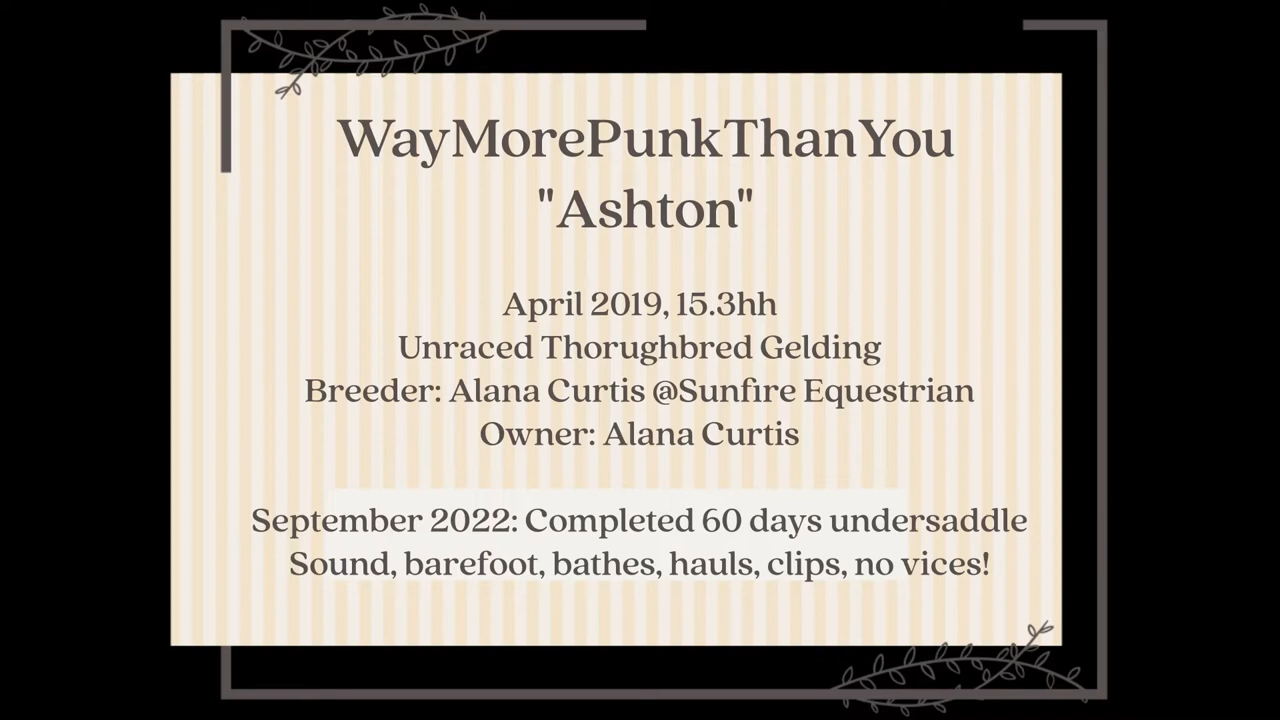 WayMorePunkThanYou
"Ashton"
April 2019, 15.3hh
Unraced Thorughbred Gelding
Breeder: Alana Curtis @Sunfire Equestrian
Owner: Alana Curtis
September 2022: Completed 60 days undersaddle
Sound, barefoot, bathes, hauls, clips, no vices!